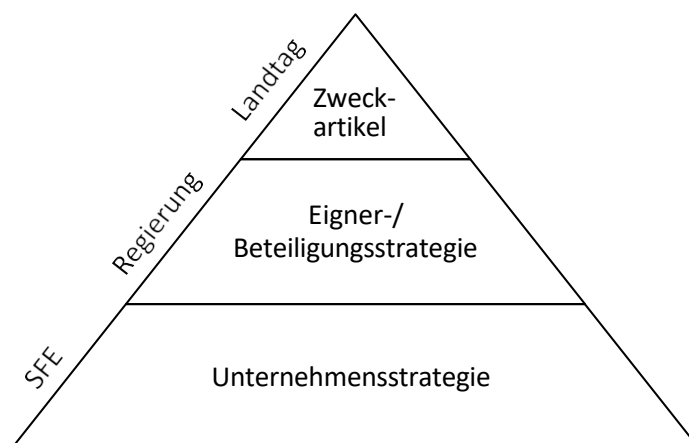 Landtag
Zweck-
artikel
Regierung
Eigner-/
Beteiligungsstrategie
SFE
Unternehmensstrategie